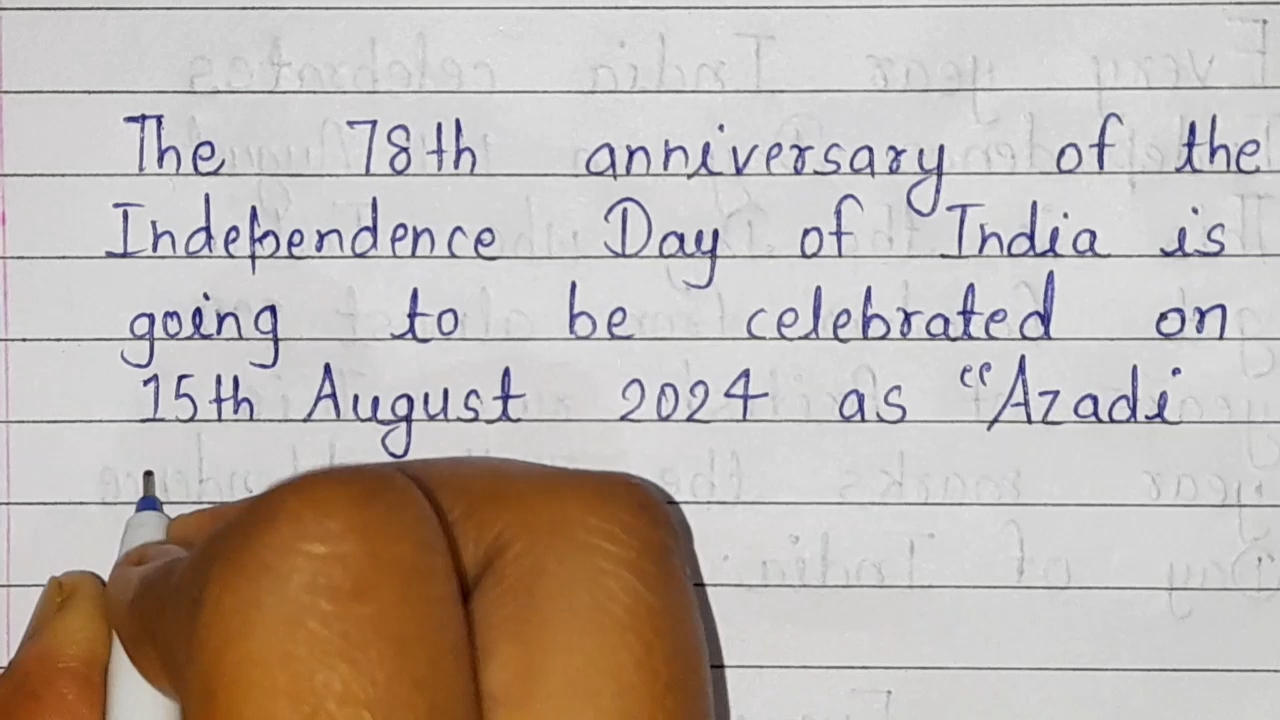 The 78th anniversary of the
Independence Day of India is
going to be celebrated on
15th August 2024 as “Azadi